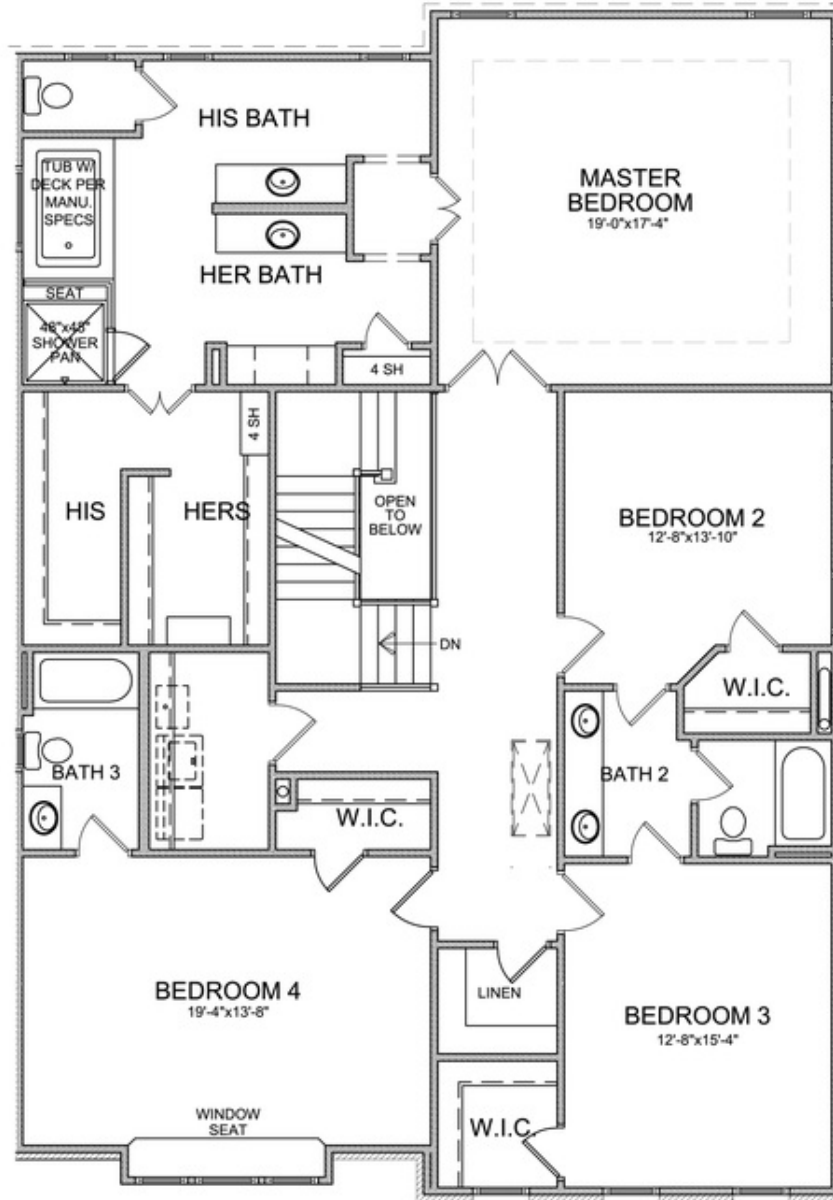 HIS BATH
TUB W/
DECK PER
MANU.
SPECS
MASTER
BEDROOM
19'-0"x17'-4"
HER BATH
SEAT
48"x48"
SHOWER
PAN
4 SH
4 SH
HIS
HERS
OPEN
TO
BELOW
BEDROOM 2
12'-8"x13'-10"
DN
W.I.C.
BATH 3
BATH 2
W.I.C.
BEDROOM 4
19'-4"x13'-8"
LINEN
BEDROOM 3
12'-8"x15'-4"
WINDOW
SEAT
W.I.C.